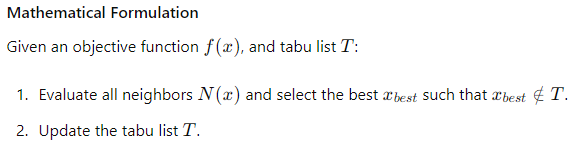 Mathematical Formulation
Given an objective function f(x), and tabu list T:
1. Evaluate all neighbors N(x) and select the best x_{best} such that x_{best} ∉ T.
2. Update the tabu list T.